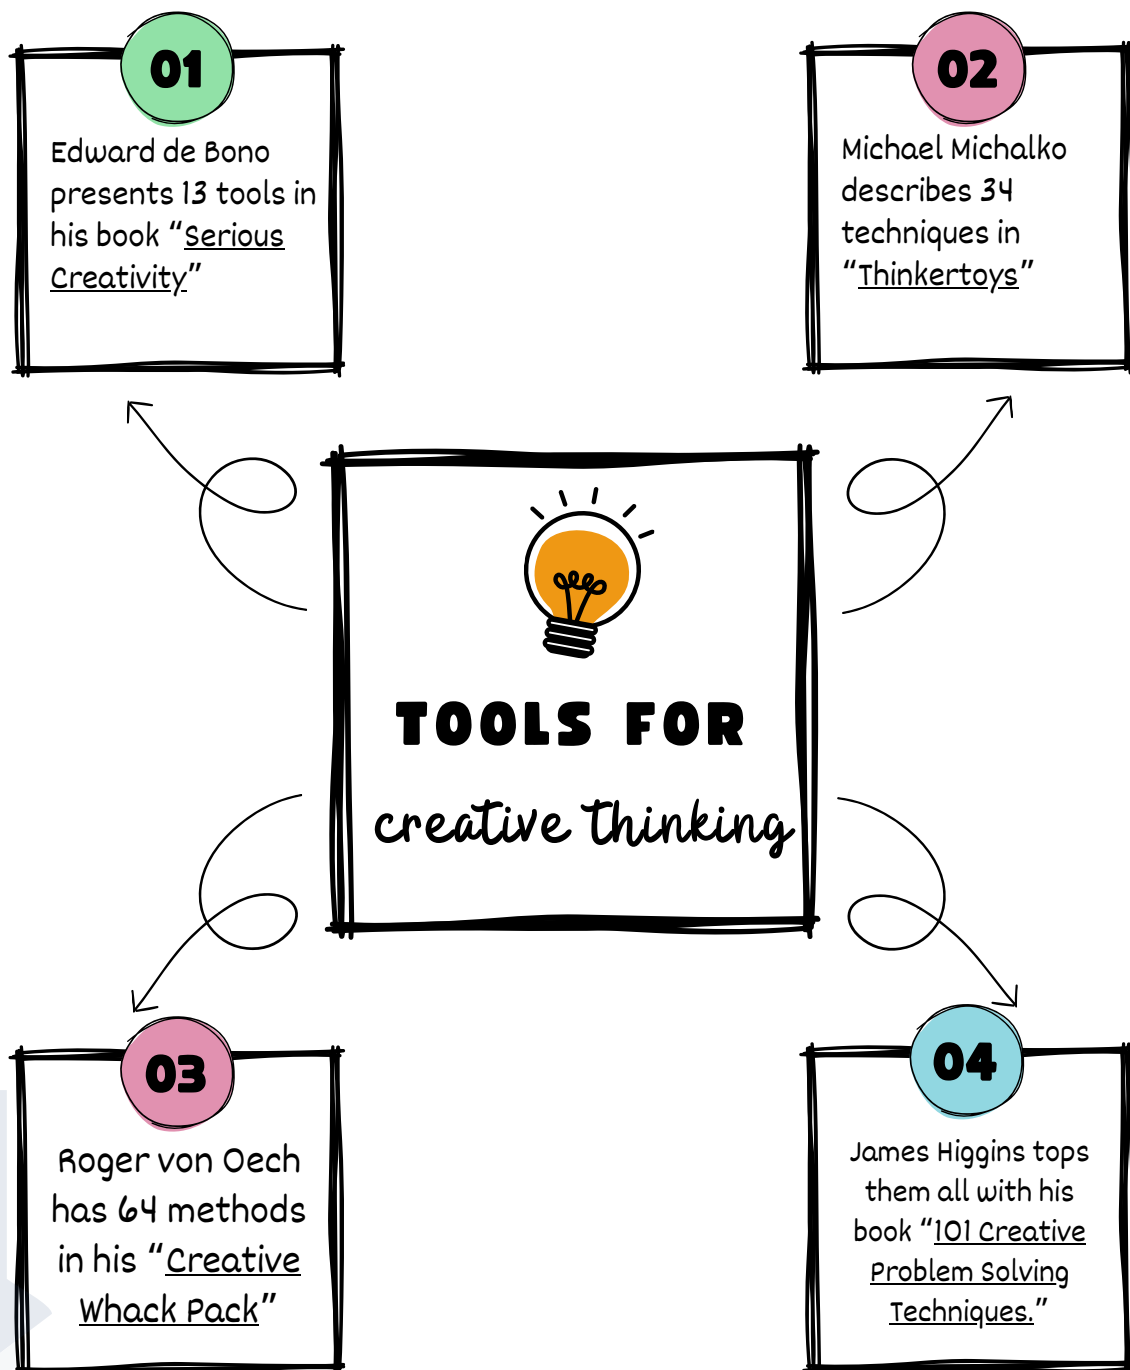 01
Edward de Bono
presents 13 tools in
his book “Serious
Creativity”
02
Michael Michalko
describes 34
techniques in
“Thinkertoys”
TOOLS FOR
creative thinking
03
Roger von Oech
has 64 methods
in his “Creative
Whack Pack”
04
James Higgins tops
them all with his
book “101 Creative
Problem Solving
Techniques.”